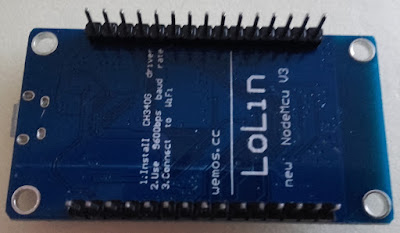 1.Install CH340G driver
2.Use 9600bps baud rate
3.Connect to WiFi
wemos.cc
LoLin
new NodeMcu V3